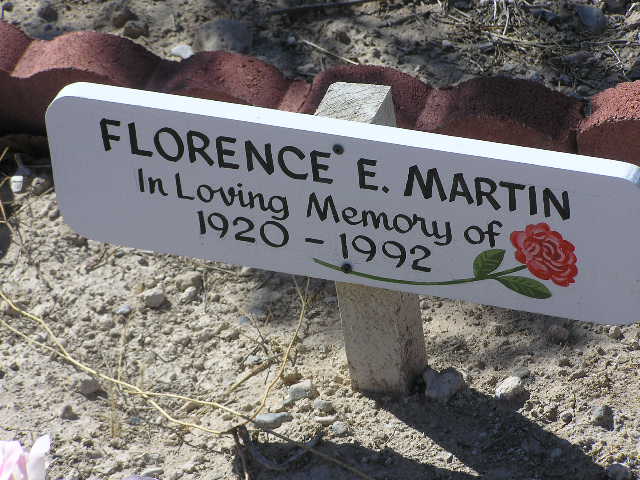 FLORENCE E. MARTIN
In Loving Memory of
1920 – 1992